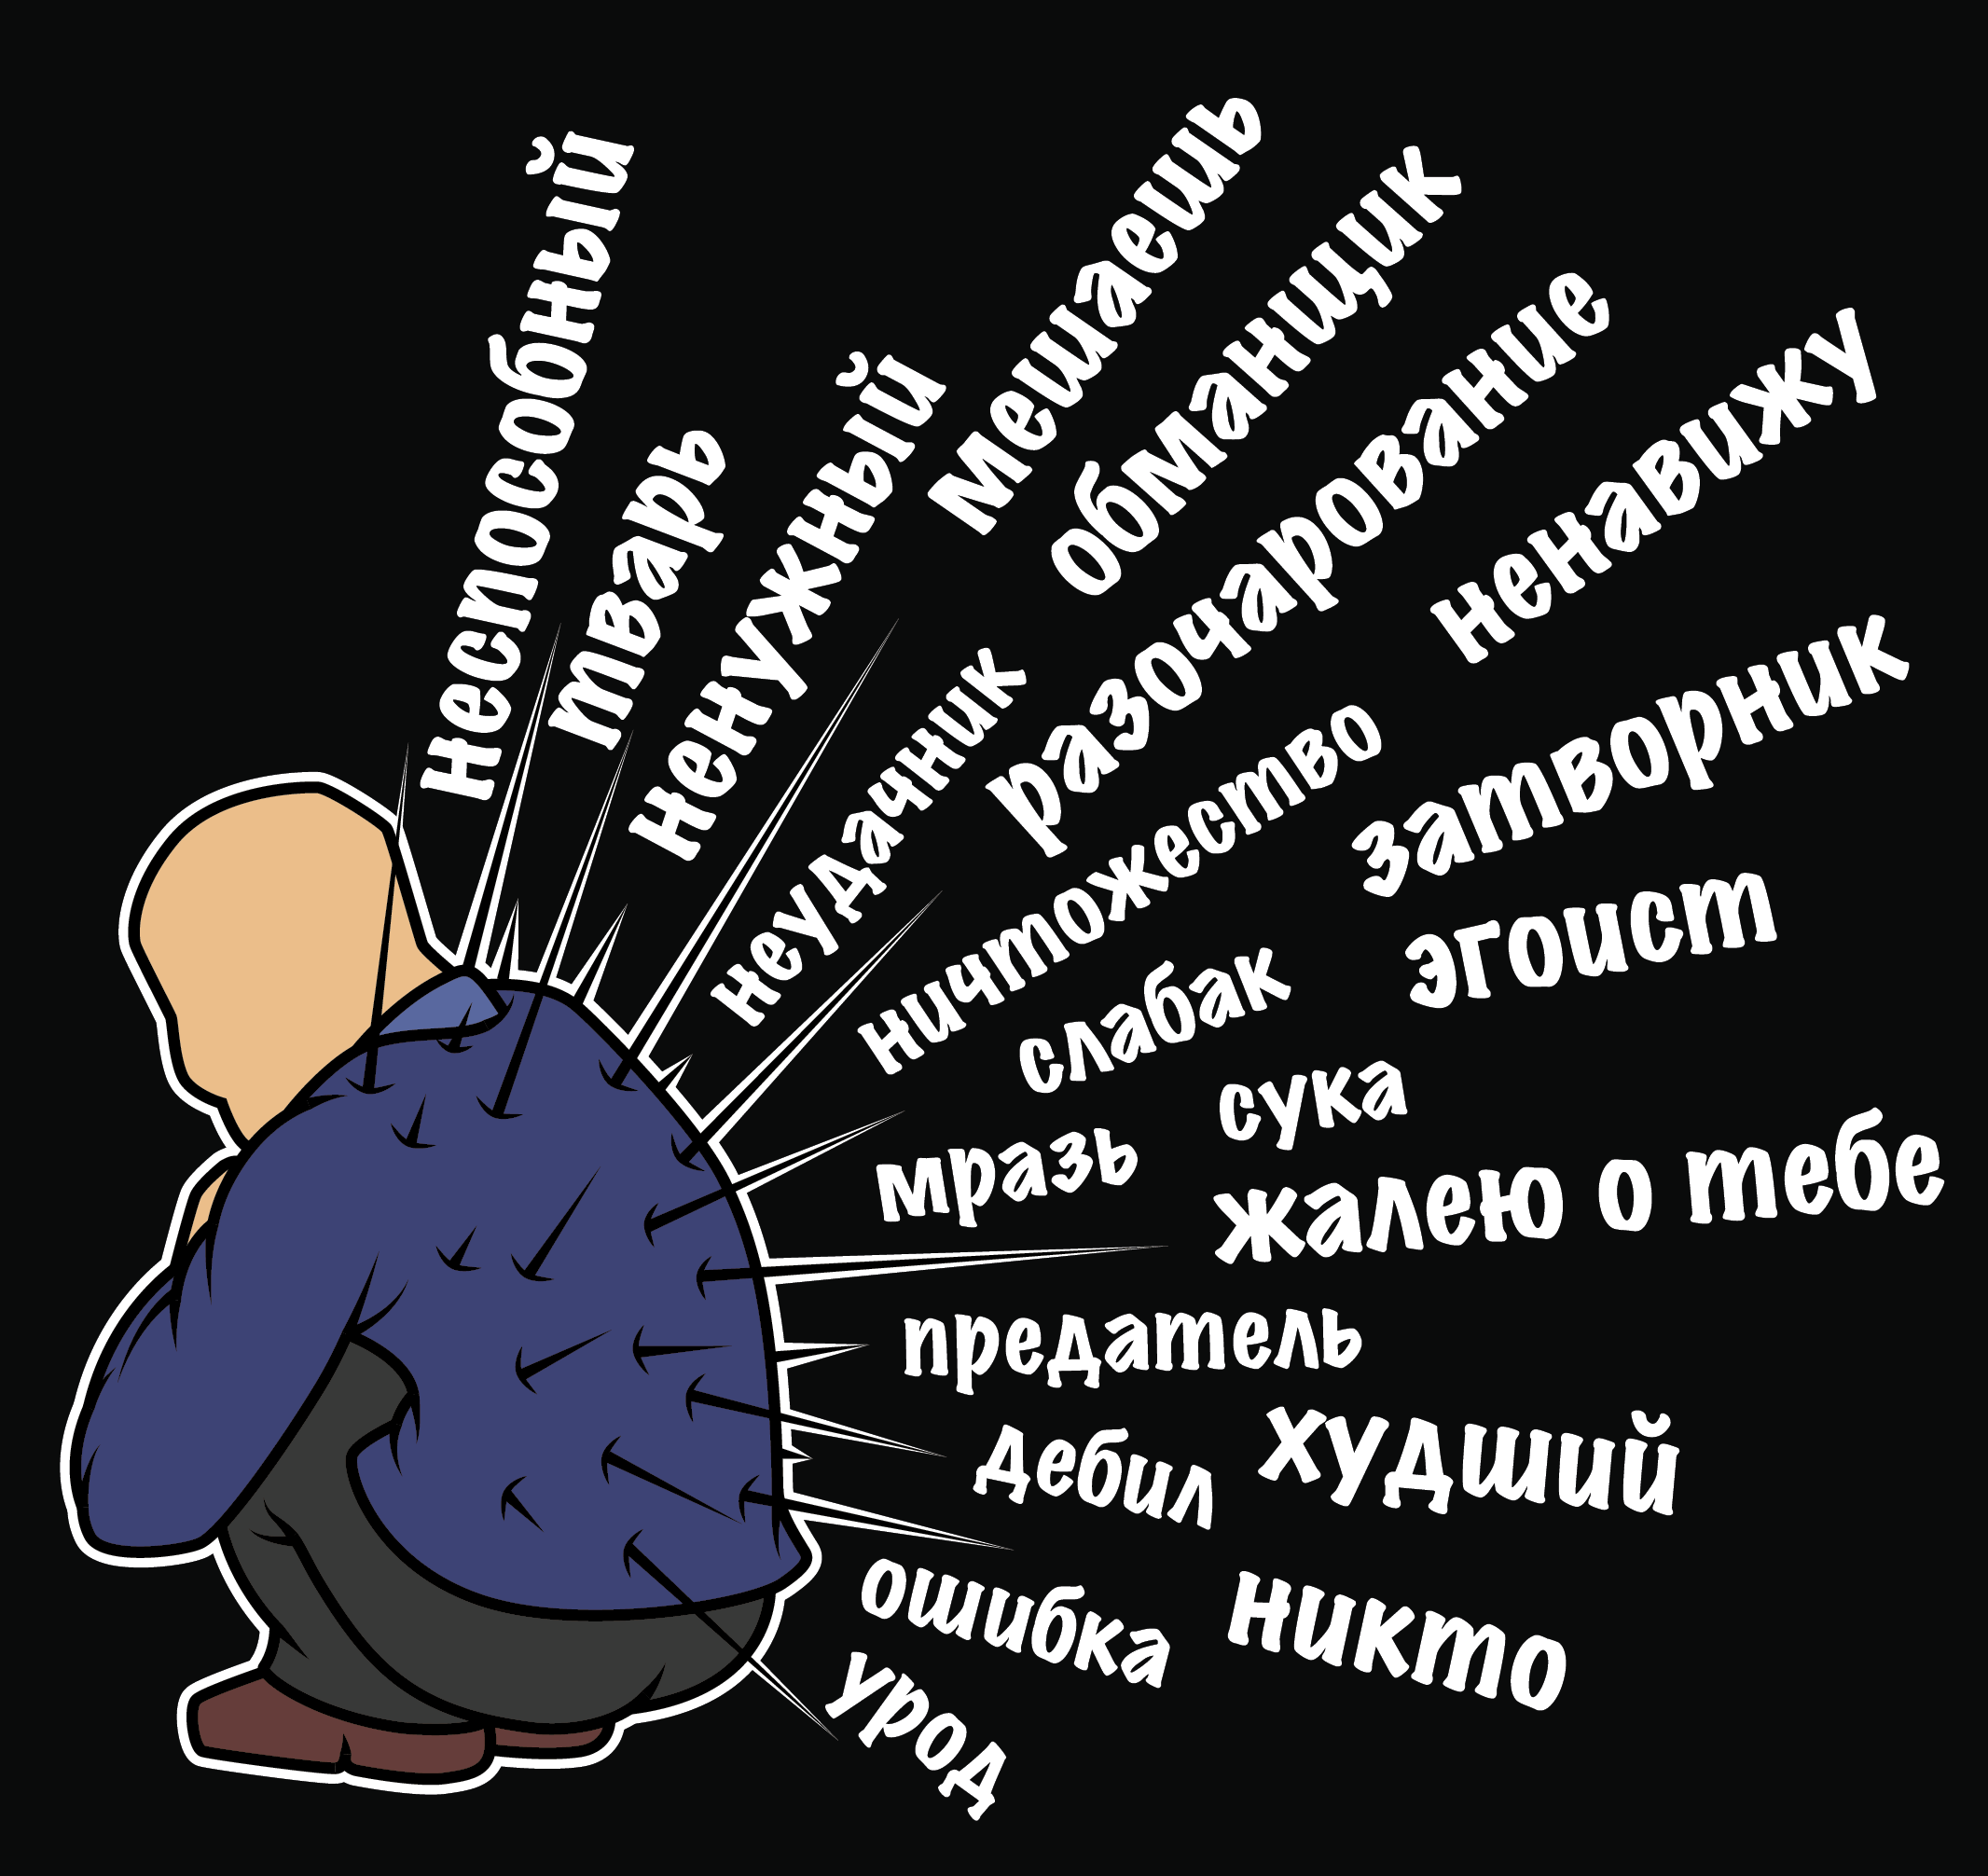 неспособный
тварь
ненужный
Мешаешь
неудачник
обманщик
разочарование
ненавижу
ничтожество
затворник
слабак
эгоист
сука
мразь
жалею о тебе
предатель
дебил
худший
ошибка
никто
урод